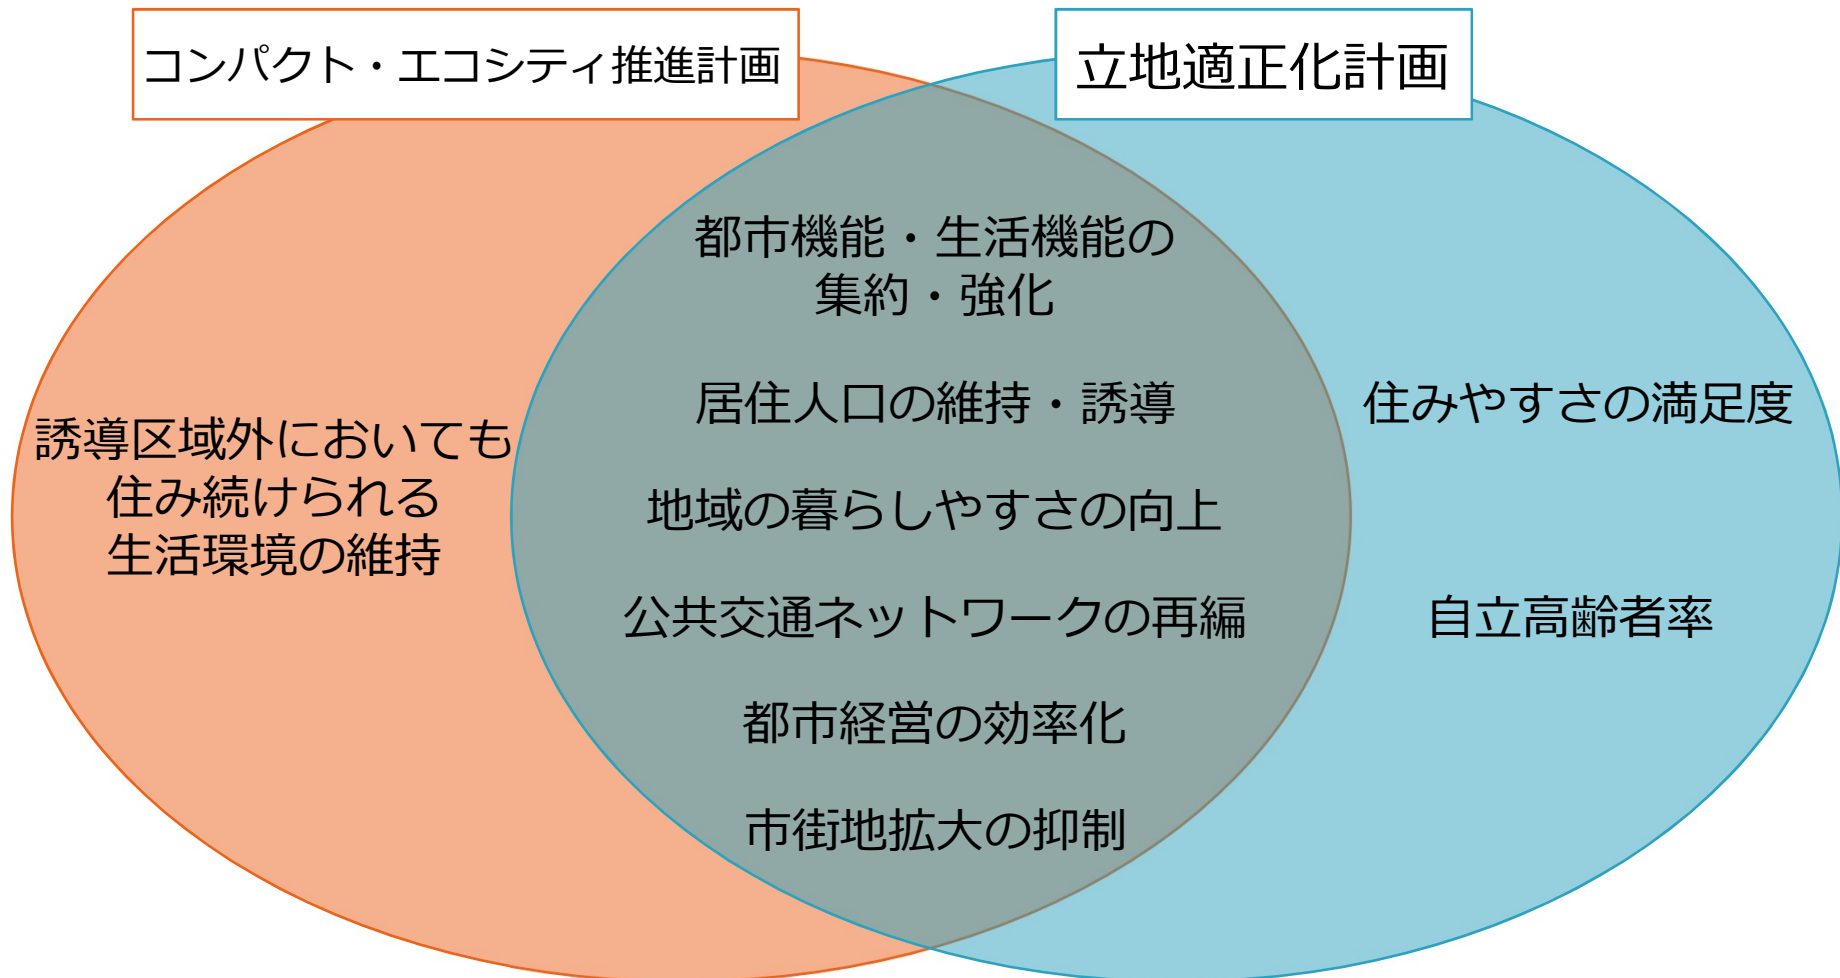 コンパクト・エコシティ推進計画
立地適正化計画
都市機能・生活機能の
集約・強化
居住人口の維持・誘導
地域の暮らしやすさの向上
公共交通ネットワークの再編
都市経営の効率化
市街地拡大の抑制
誘導区域外においても
住み続けられる
生活環境の維持
住みやすさの満足度
自立高齢者率